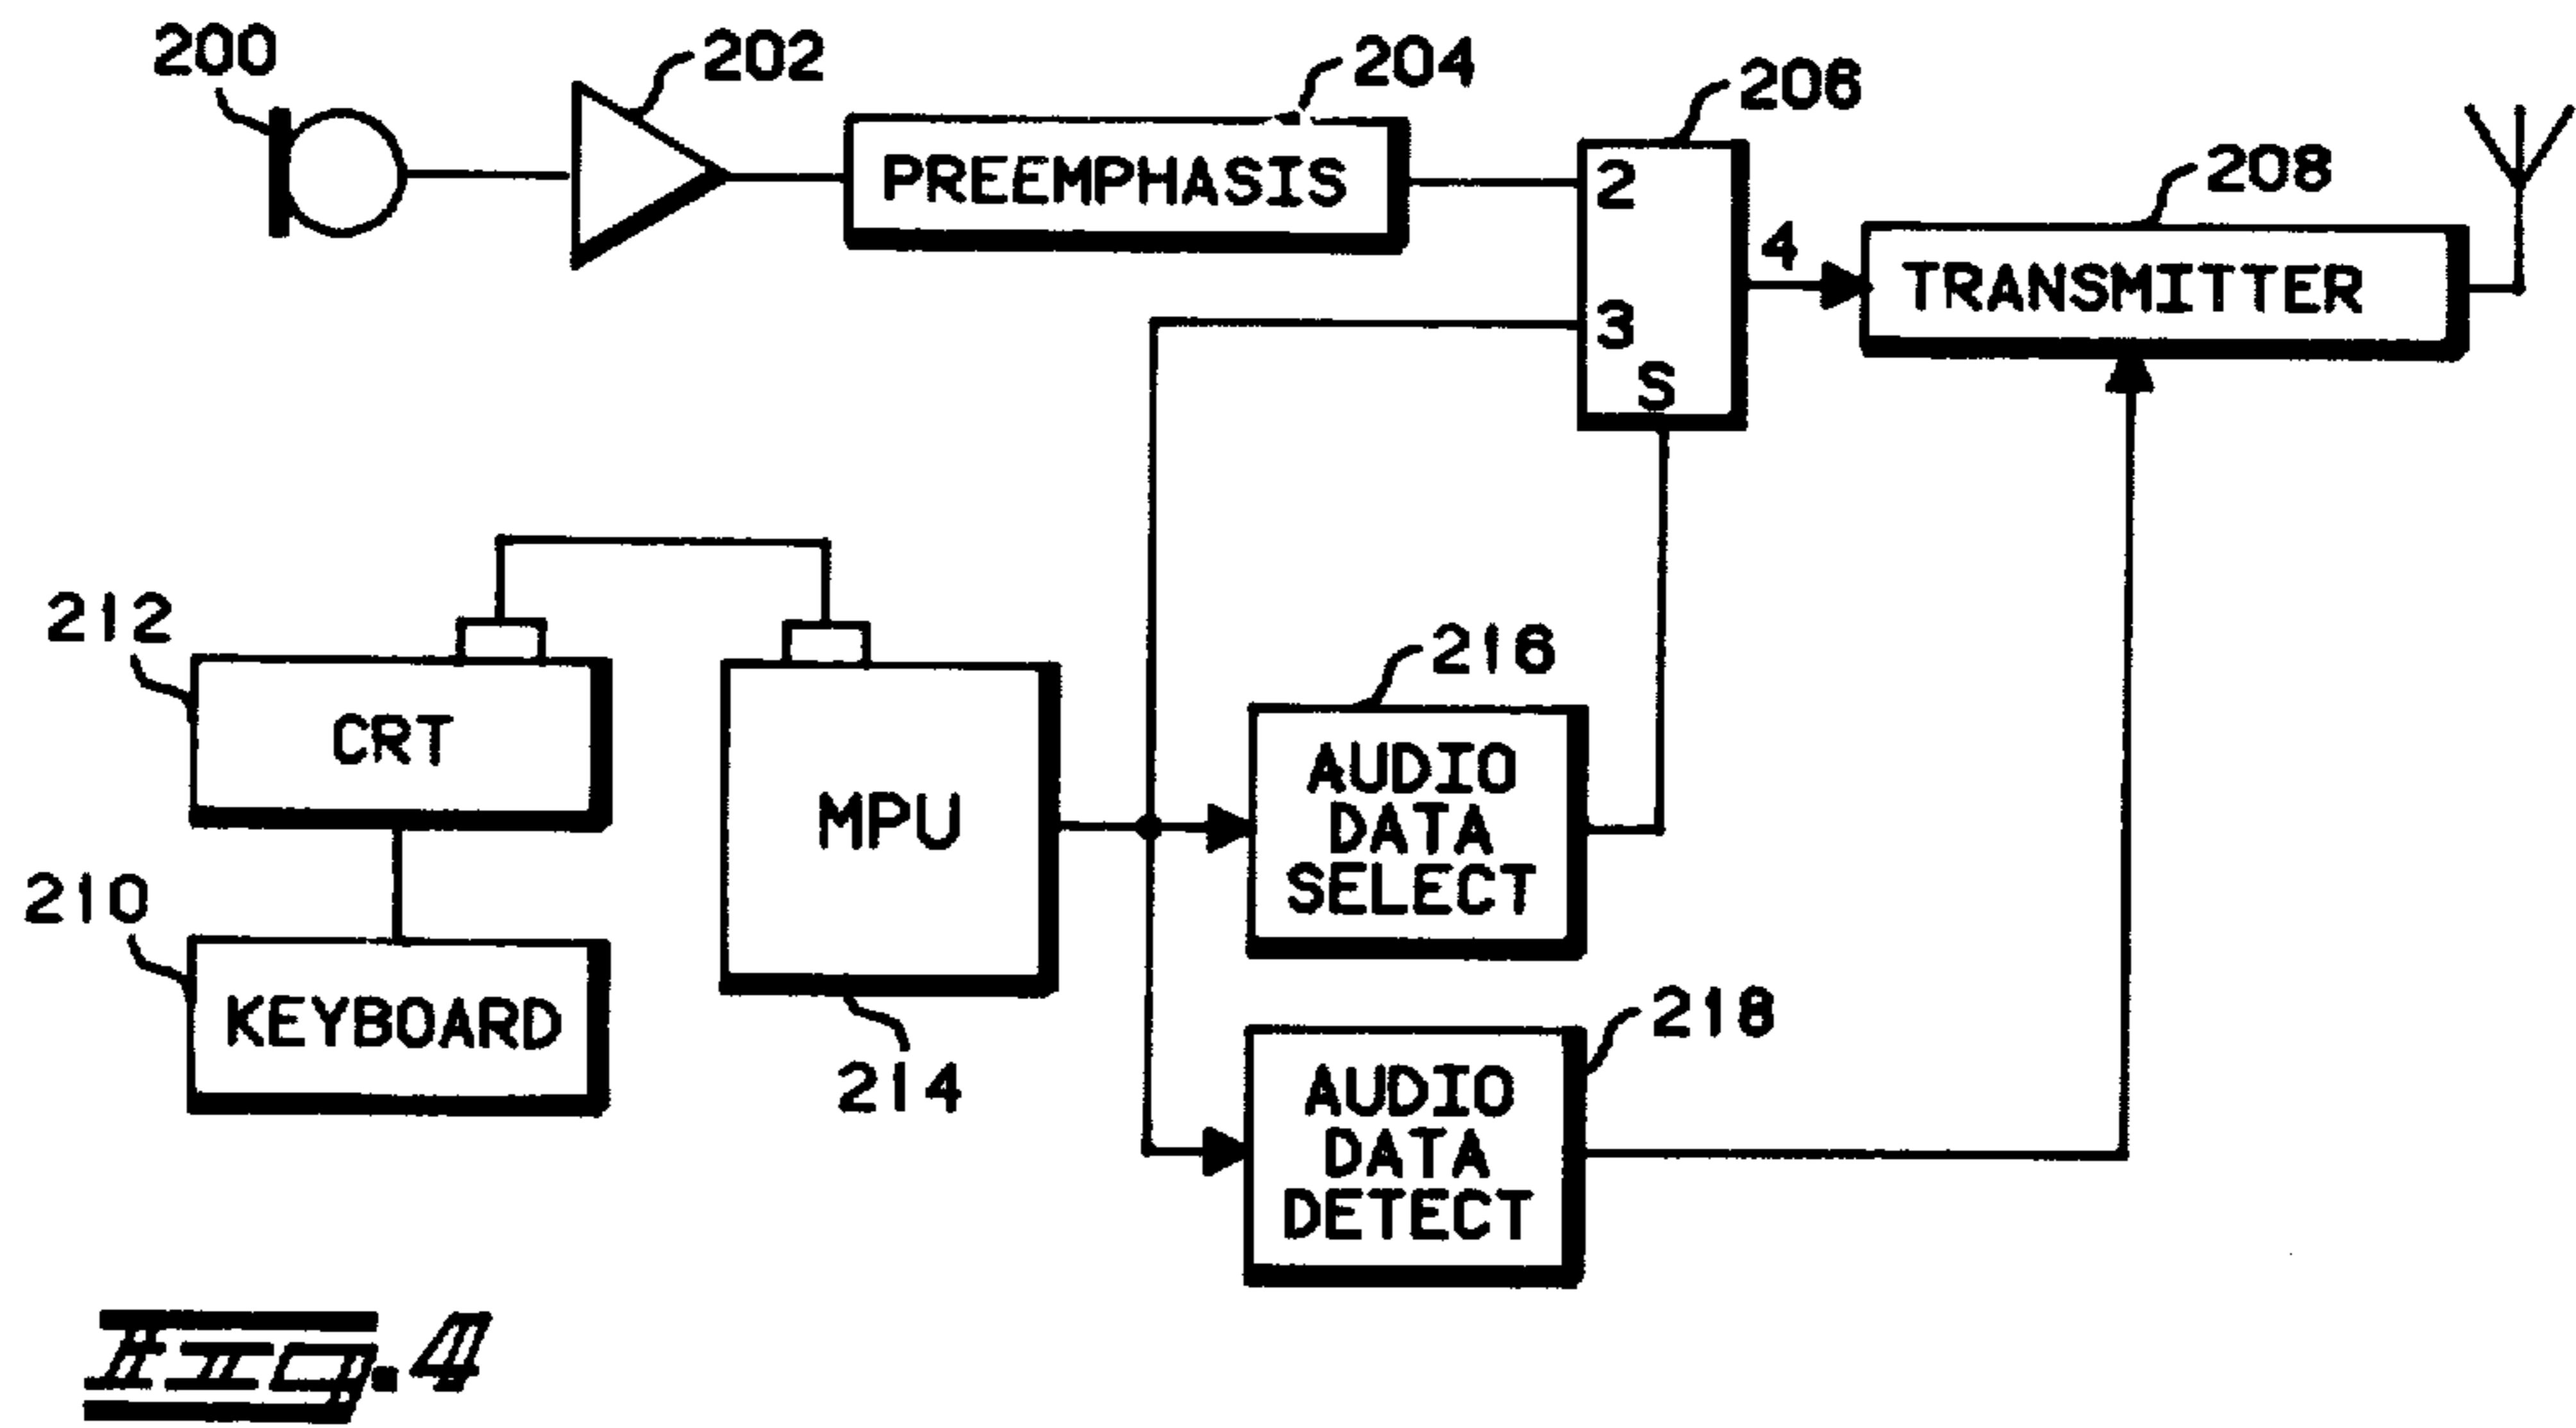 200
202
204
206
208
PREEMPHASIS
2
3
S
4
TRANSMITTER
212
CRT
210
KEYBOARD
MPU
214
216
AUDIO
DATA
SELECT
218
AUDIO
DATA
DETECT
Fig. 4